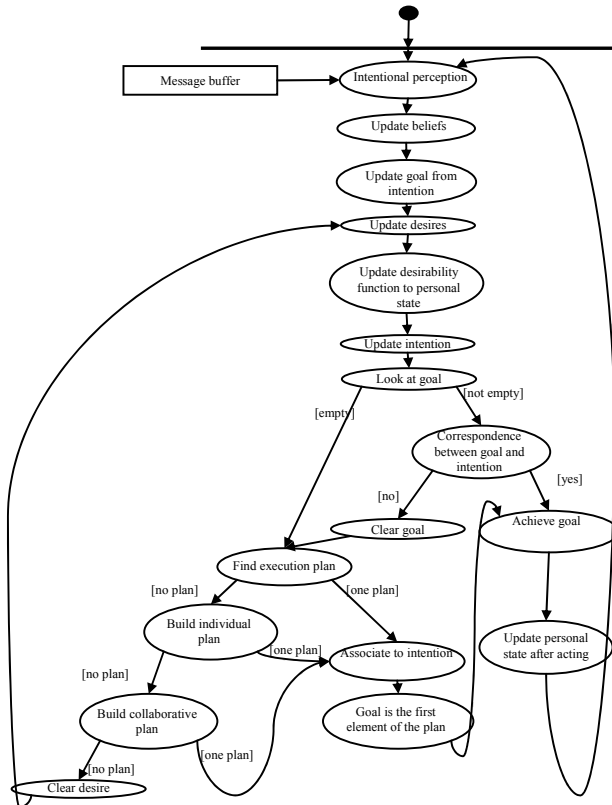 Message buffer
Intentional perception
Update beliefs
Update goal from
intention
Update desires
Update desirability
function to personal
state
Update intention
Look at goal
[empty]
[not empty]
Correspondence
between goal and
intention
[no]
[yes]
Clear goal
Achieve goal
Find execution plan
[no plan]
[one plan]
Build individual
plan
[one plan]
Associate to intention
Update personal
state after acting
[no plan]
Build collaborative
plan
Goal is the first
element of the plan
[one plan]
[no plan]
Clear desire